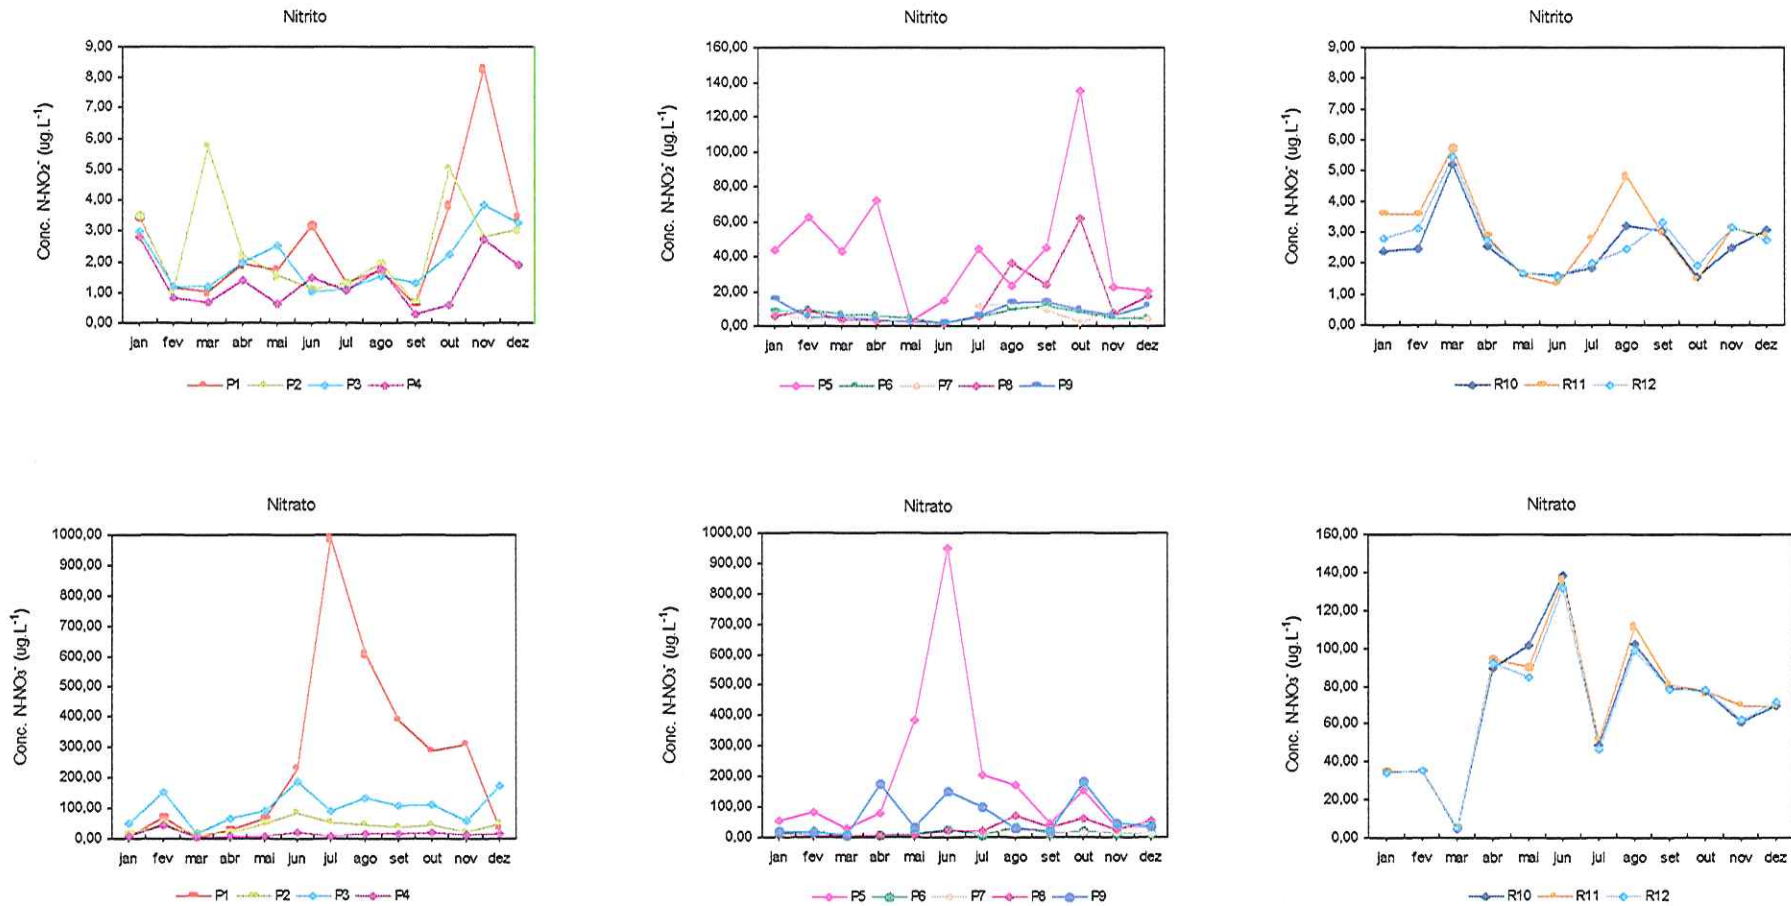 Nitrito
Conc. N-NO₂⁻ (ug.L⁻¹)
9,00
8,00
7,00
6,00
5,00
4,00
3,00
2,00
1,00
0,00
jan fev mar abr mai jun jul ago set out nov dez
P1 P2 P3 P4
Nitrito
Conc. N-NO₂⁻ (ug.L⁻¹)
160,00
140,00
120,00
100,00
80,00
60,00
40,00
20,00
0,00
jan fev mar abr mai jun jul ago set out nov dez
P5 P6 P7 P8 P9
Nitrito
Conc. N-NO₂⁻ (ug.L⁻¹)
9,00
8,00
7,00
6,00
5,00
4,00
3,00
2,00
1,00
0,00
jan fev mar abr mai jun jul ago set out nov dez
R10 R11 R12
Nitrato
Conc. N-NO₃⁻ (ug.L⁻¹)
1000,00
900,00
800,00
700,00
600,00
500,00
400,00
300,00
200,00
100,00
0,00
jan fev mar abr mai jun jul ago set out nov dez
P1 P2 P3 P4
Nitrato
Conc. N-NO₃⁻ (ug.L⁻¹)
1000,00
900,00
800,00
700,00
600,00
500,00
400,00
300,00
200,00
100,00
0,00
jan fev mar abr mai jun jul ago set out nov dez
P5 P6 P7 P8 P9
Nitrato
Conc. N-NO₃⁻ (ug.L⁻¹)
160,00
140,00
120,00
100,00
80,00
60,00
40,00
20,00
0,00
jan fev mar abr mai jun jul ago set out nov dez
R10 R11 R12